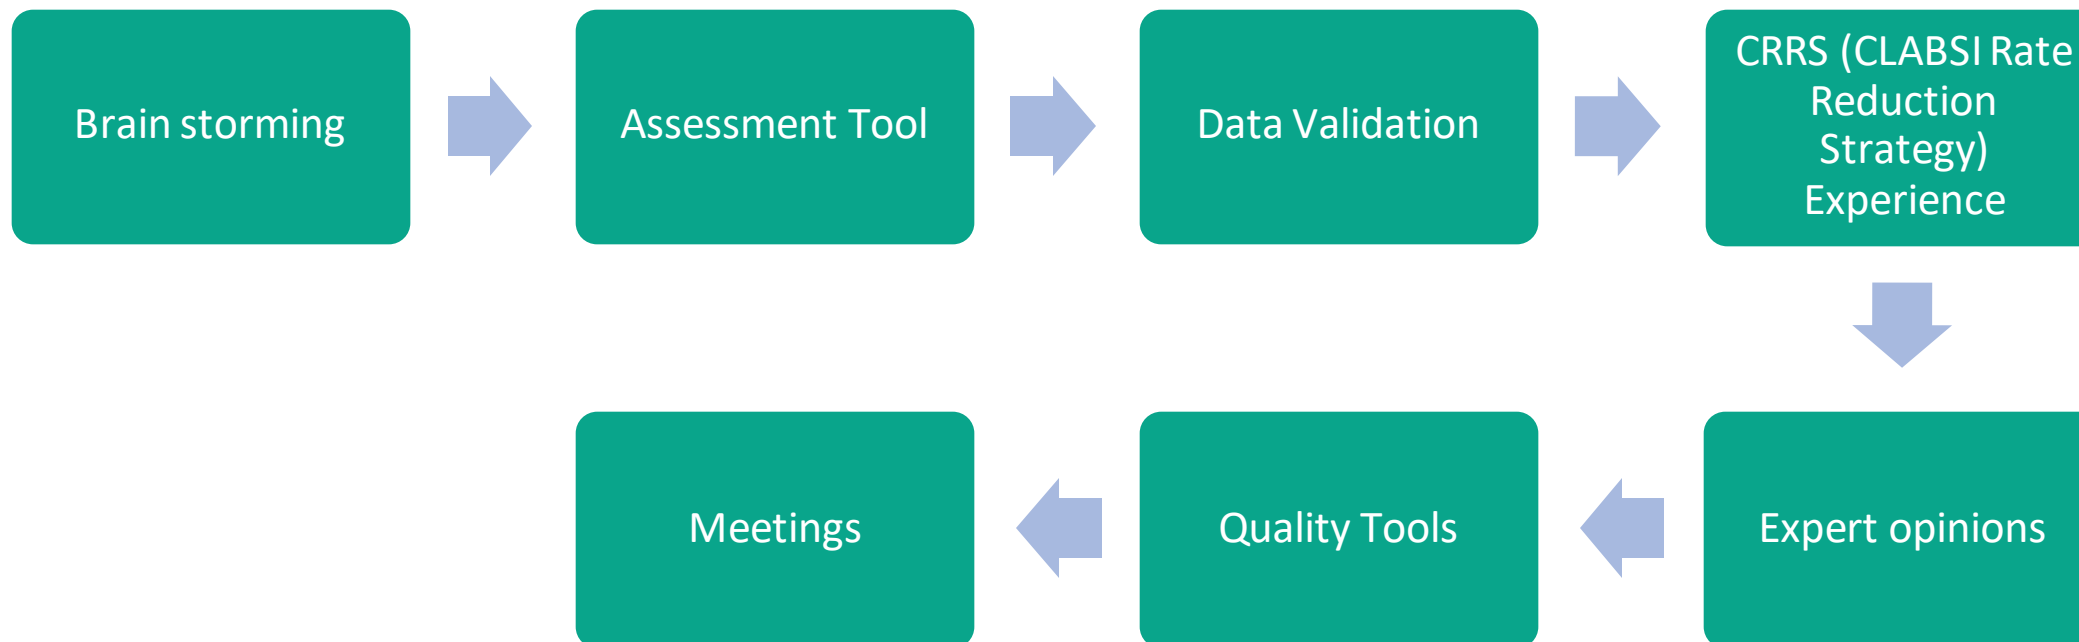 Brain storming
Assessment Tool
Data Validation
CRRS (CLABSI Rate
Reduction
Strategy)
Experience
Expert opinions
Quality Tools
Meetings